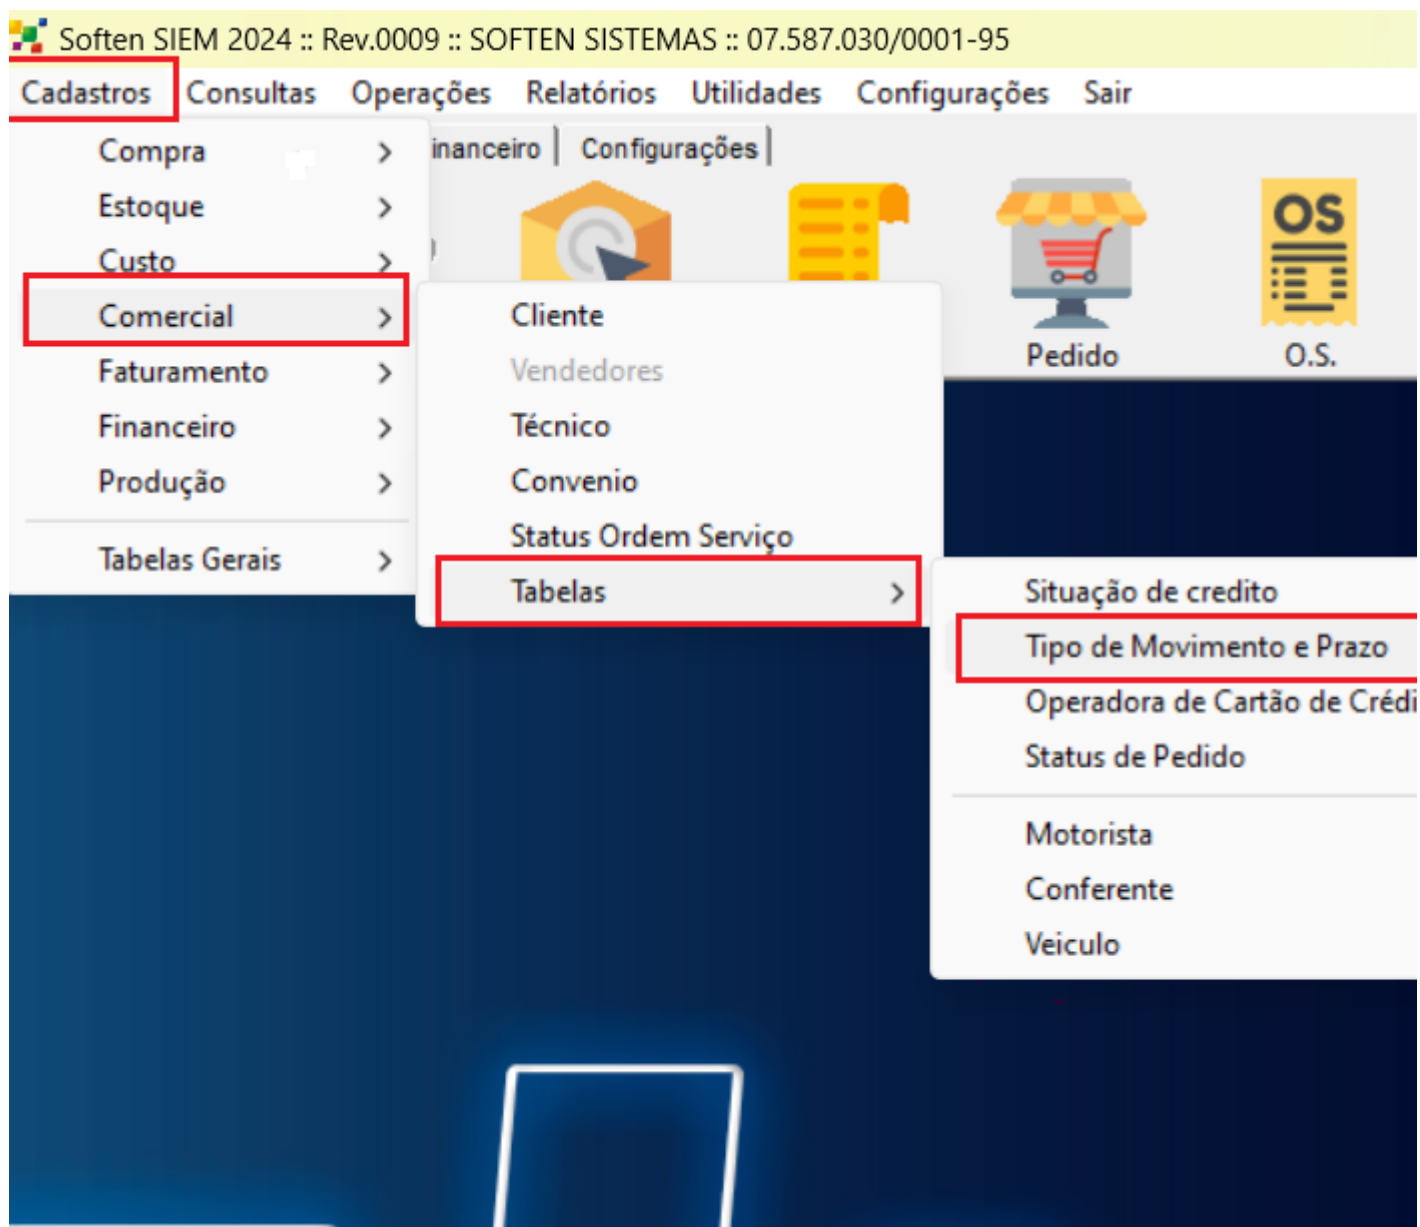 Soften SIEM 2024 :: Rev.0009 :: SOFTEN SISTEMAS :: 07.587.030/0001-95
Cadastros Consultas Operações Relatórios Utilidades Configurações Sair
inanceiro Configurações
Compra
Estoque
Custo
Comercial
Faturamento
Financeiro
Produção
Tabelas Gerais
Cliente
Vendedores
Técnico
Convenio
Status Ordem Serviço
Tabelas
Situação de credito
Tipo de Movimento e Prazo
Operadora de Cartão de Crédi
Status de Pedido
Motorista
Conferente
Veiculo
OS
Pedido
O.S.